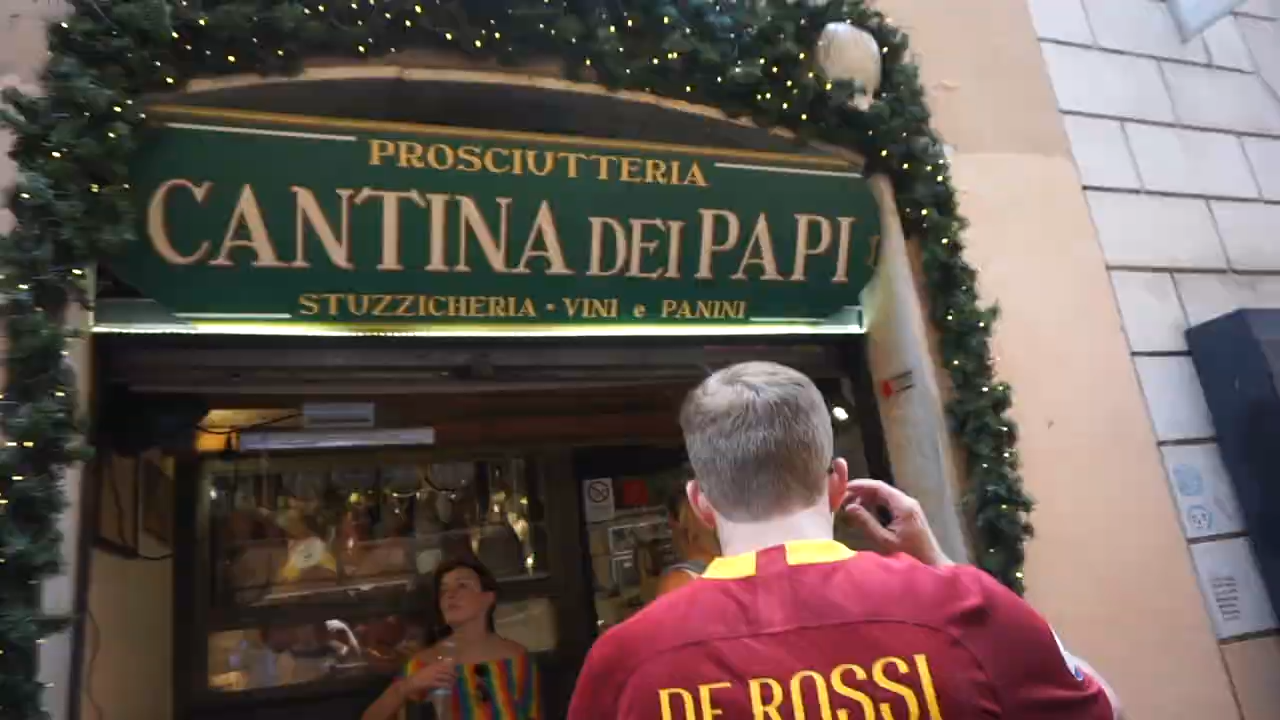 PROSCIUTTERIA
CANTINA DEI PAPI
STUZZICHERIA · VINI e PANINI
DE ROSSI